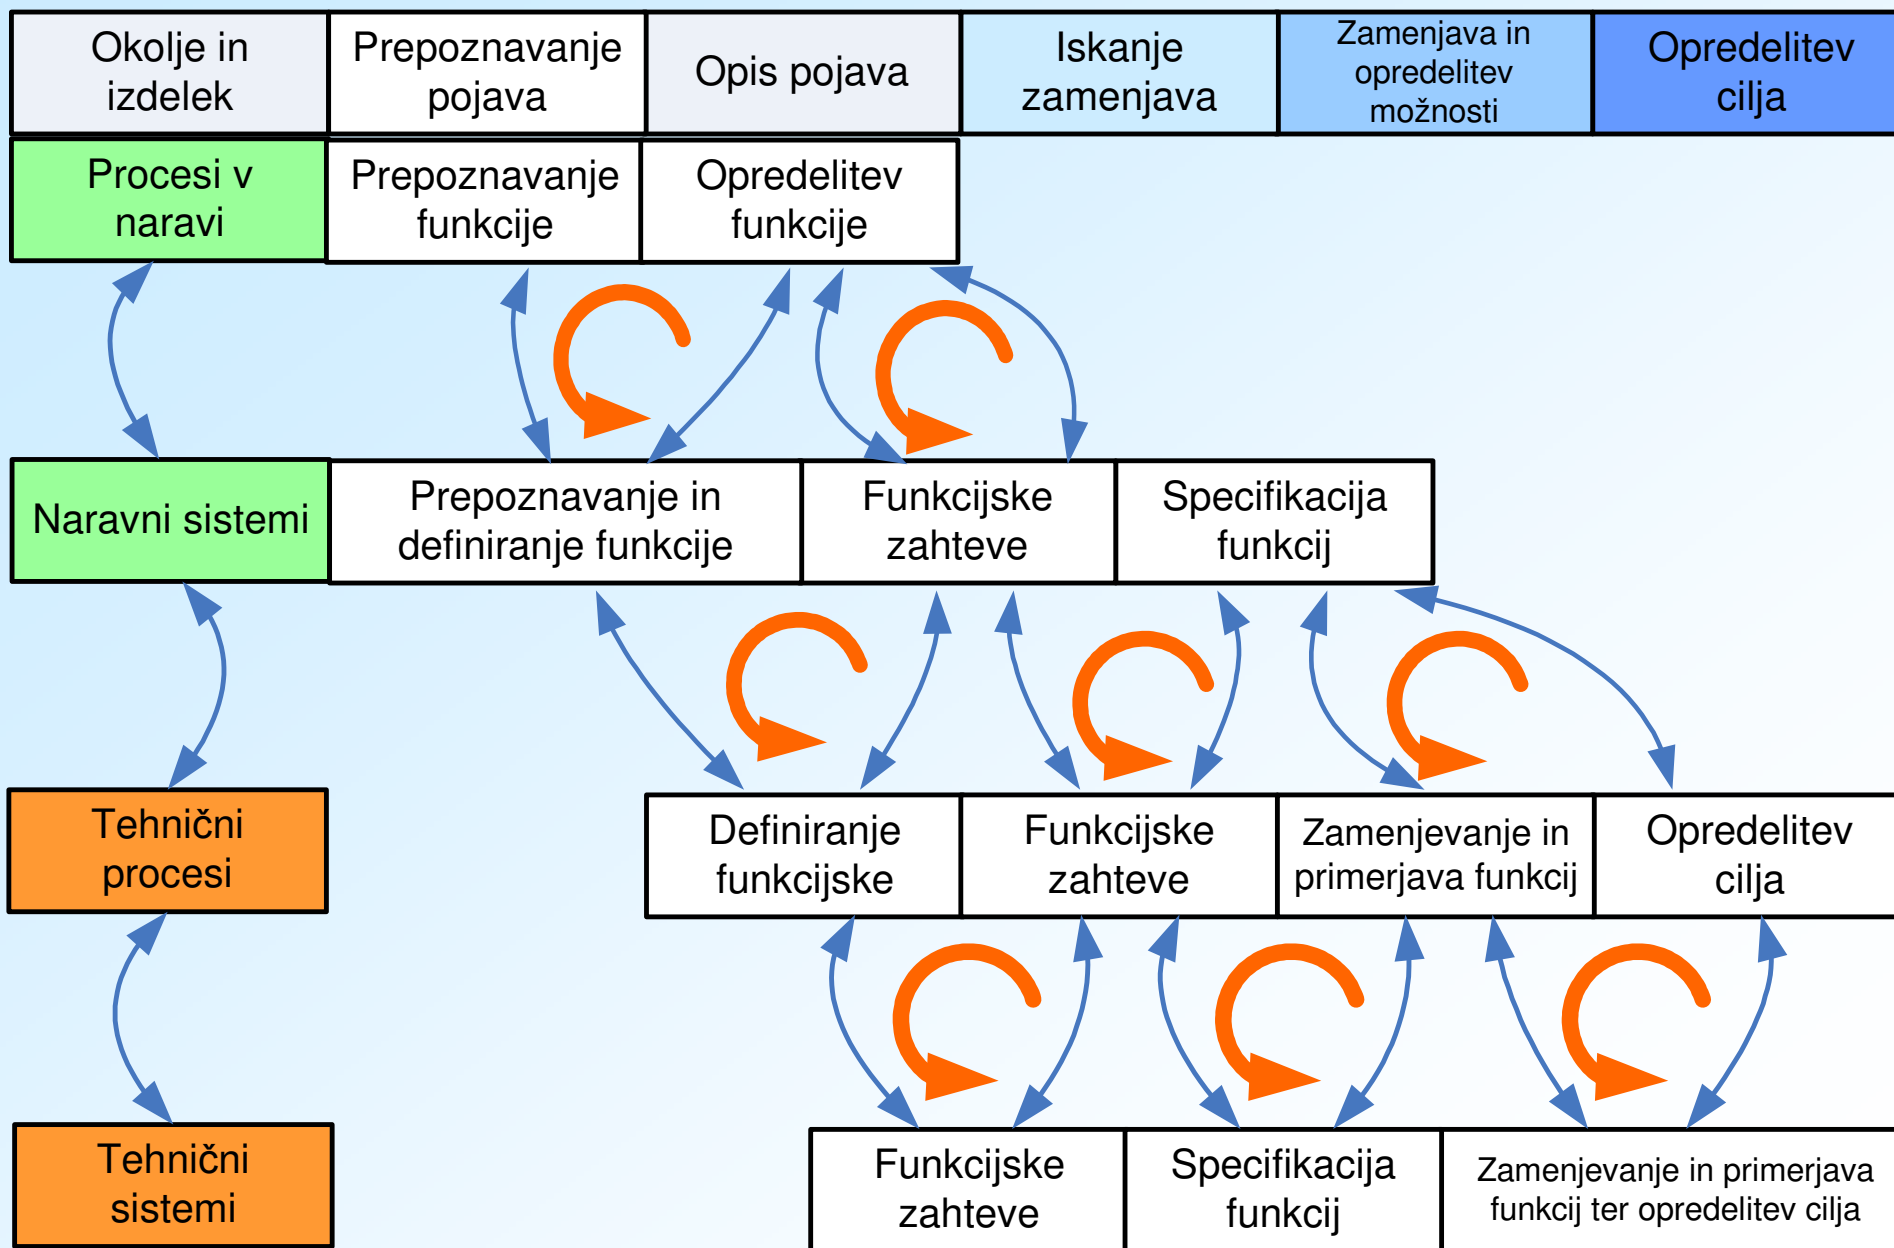 Okolje in
izdelek
Prepoznavanje
pojava
Opis pojava
Iskanje
zamenjava
Zamenjava in
opredelitev
možnosti
Opredelitev
cilja
Procesi v
naravi
Prepoznavanje
funkcije
Opredelitev
funkcije
Naravni sistemi
Prepoznavanje in
definiranje funkcije
Funkcijske
zahteve
Specifikacija
funkcij
Tehnični
procesi
Definiranje
funkcijske
Funkcijske
zahteve
Zamenjevanje in
primerjava funkcij
Opredelitev
cilja
Tehnični
sistemi
Funkcijske
zahteve
Specifikacija
funkcij
Zamenjevanje in primerjava
funkcij ter opredelitev cilja